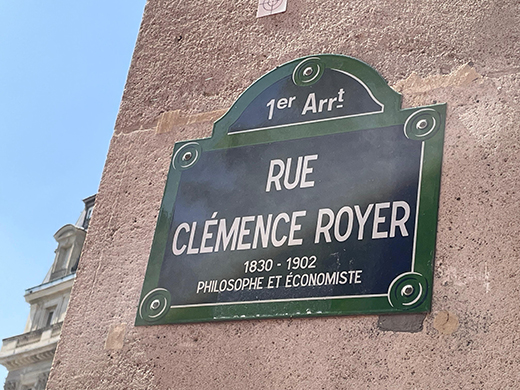 1er Arrt
RUE
CLÉMENCE ROYER
1830 - 1902
PHILOSOPHE ET ÉCONOMISTE